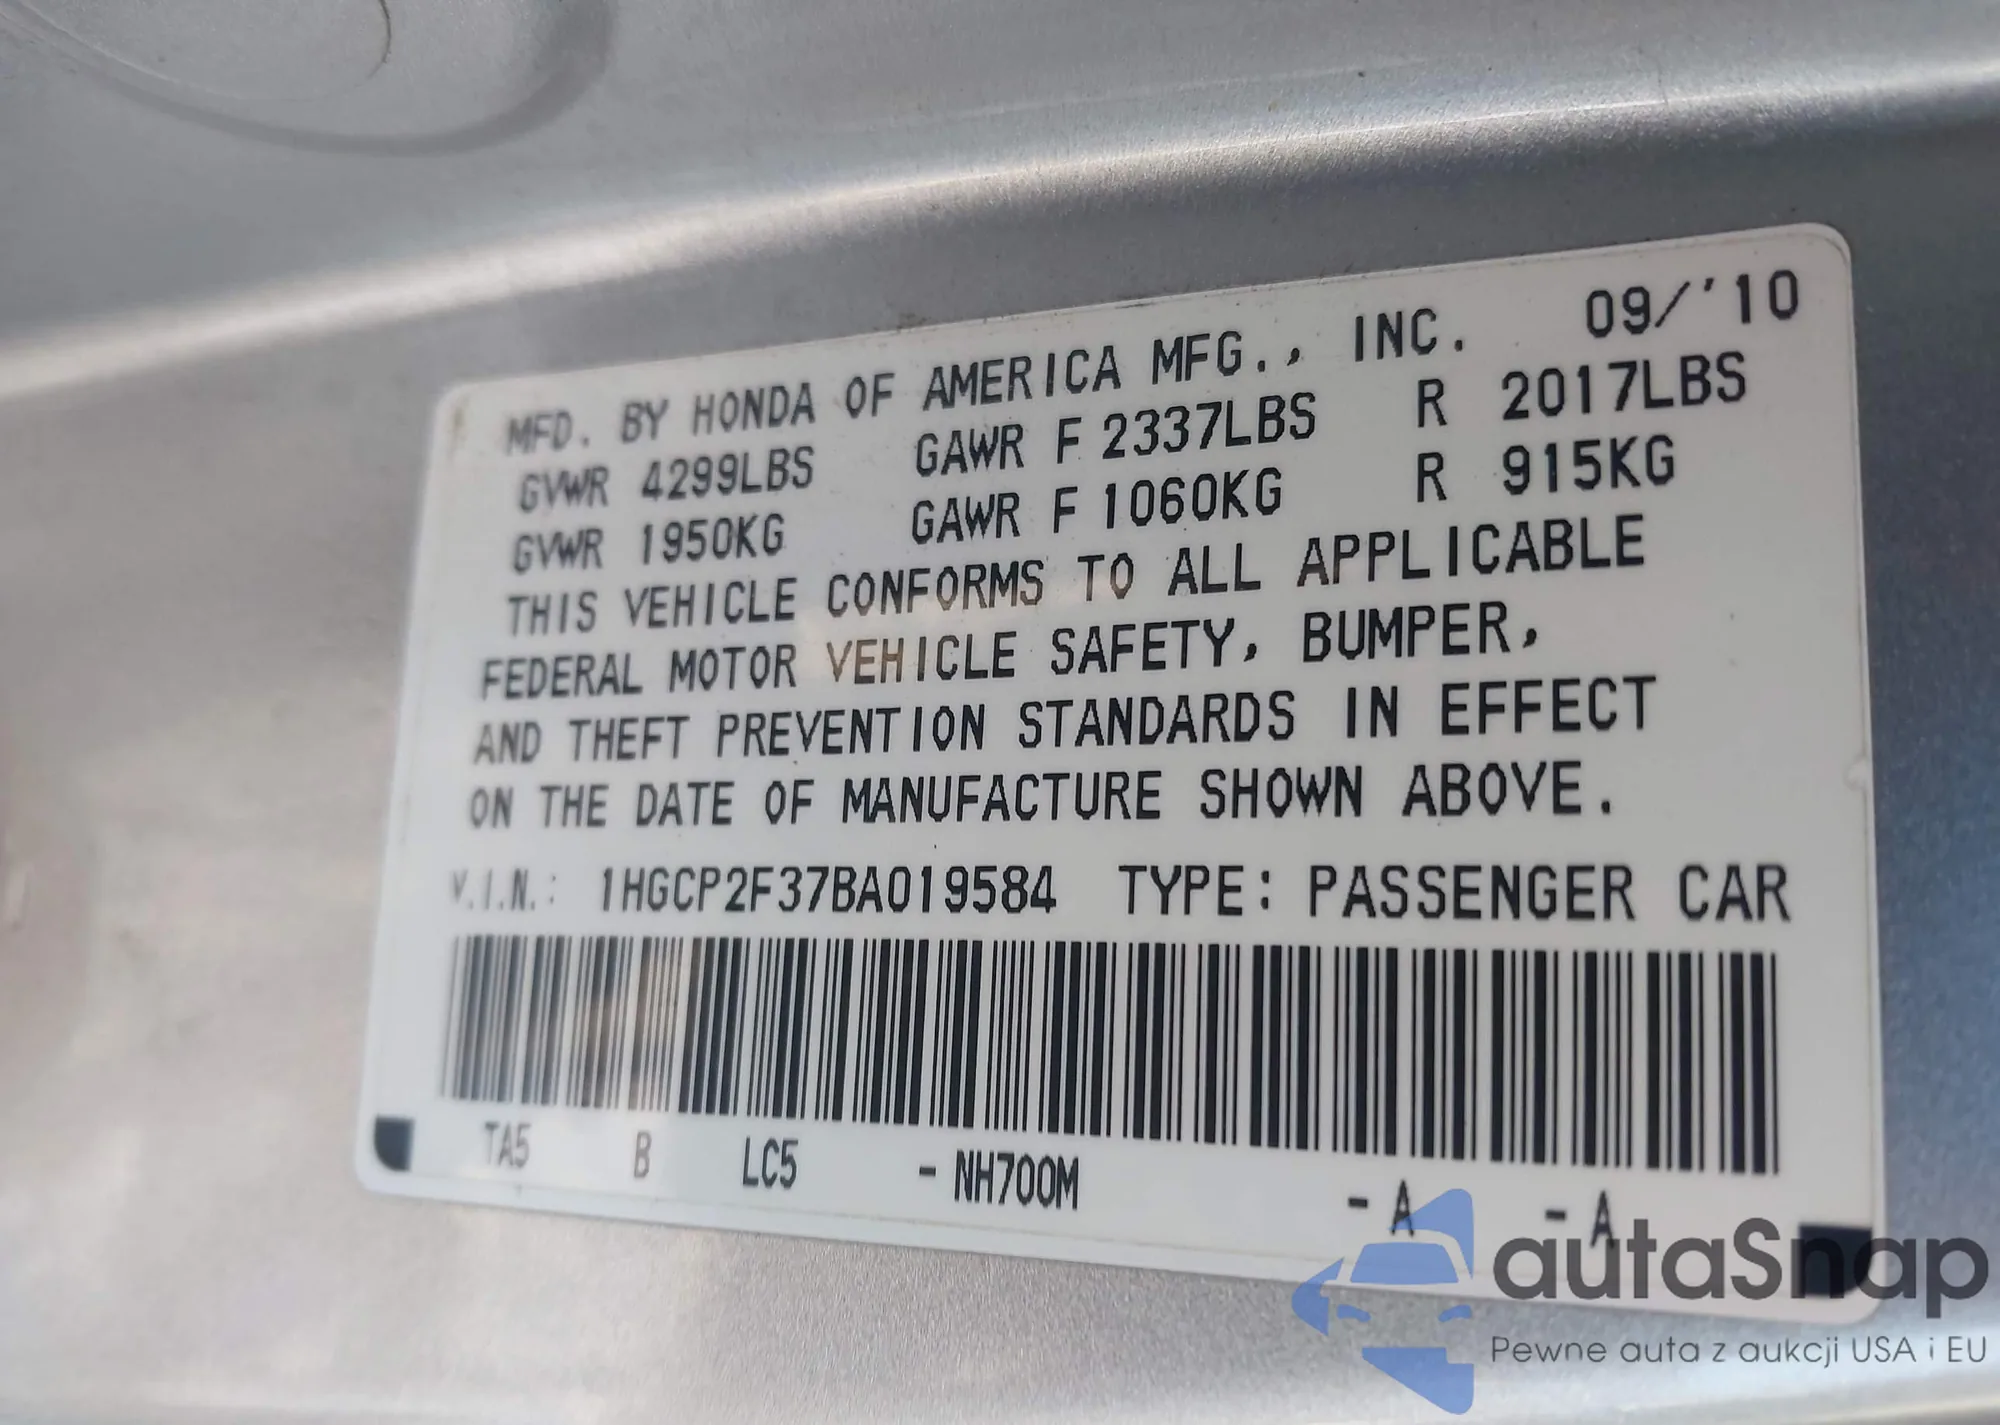 MFD. BY HONDA OF AMERICA MFG., INC. 09/'10
GVWR 4299LBS GAWR F 2337LBS R 2017LBS
GVWR 1950KG GAWR F 1060KG R 915KG
THIS VEHICLE CONFORMS TO ALL APPLICABLE
FEDERAL MOTOR VEHICLE SAFETY, BUMPER,
AND THEFT PREVENTION STANDARDS IN EFFECT
ON THE DATE OF MANUFACTURE SHOWN ABOVE.
V.I.N.: 1HGCP2F37BA019584 TYPE: PASSENGER CAR
TA5 B LC5 - NH700M - A - A
autaSnap
Pewne auta z aukcji USA i EU